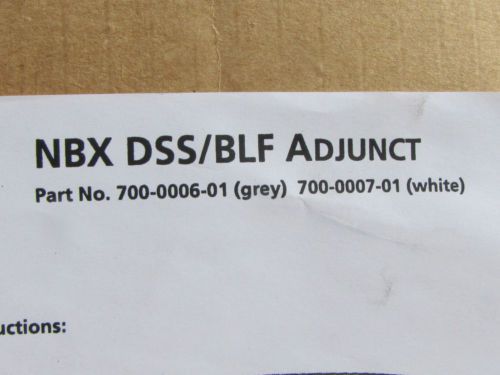 NBX DSS/BLF ADJUNCT
Part No. 700-0006-01 (grey) 700-0007-01 (white)
uctions: